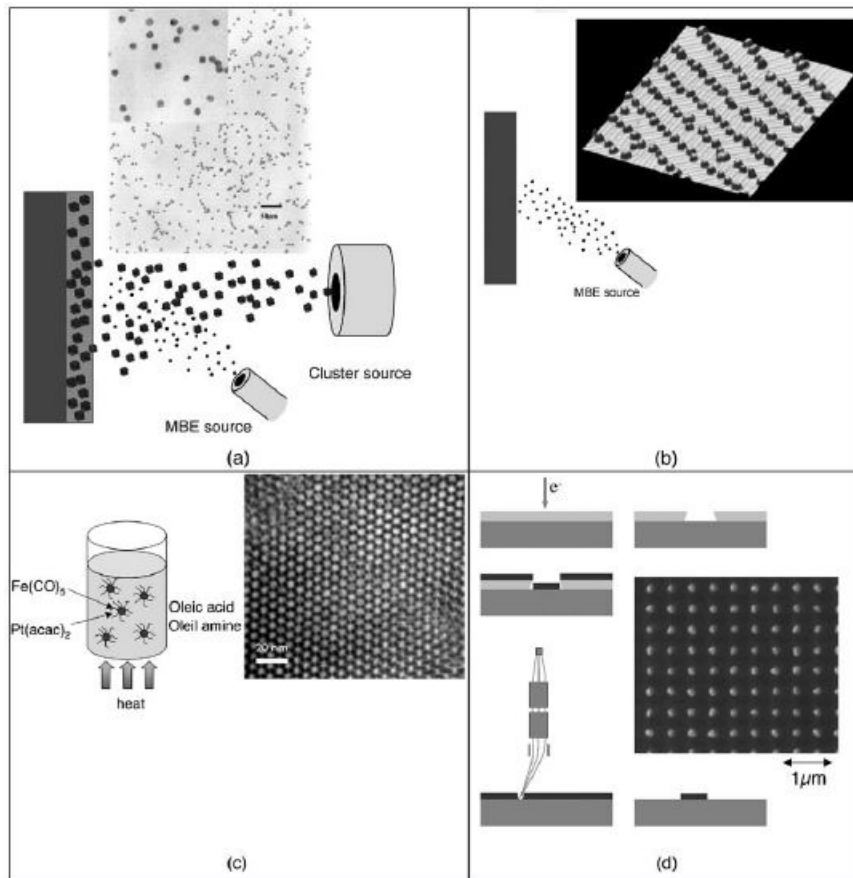 Cluster source
MBE source
(a)
MBE source
(b)
Fe(CO)5
Pt(acac)2
Oleic acid
Oleil amine
20 nm
heat
(c)
e-
1μm
(d)